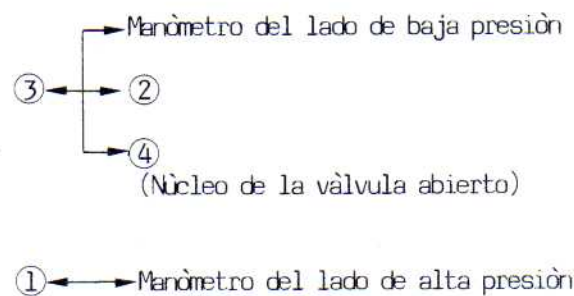 Manòmetro del lado de baja presiòn
③ ②
④
(Nùcleo de la vàlvula abierto)
① Manòmetro del lado de alta presiòn